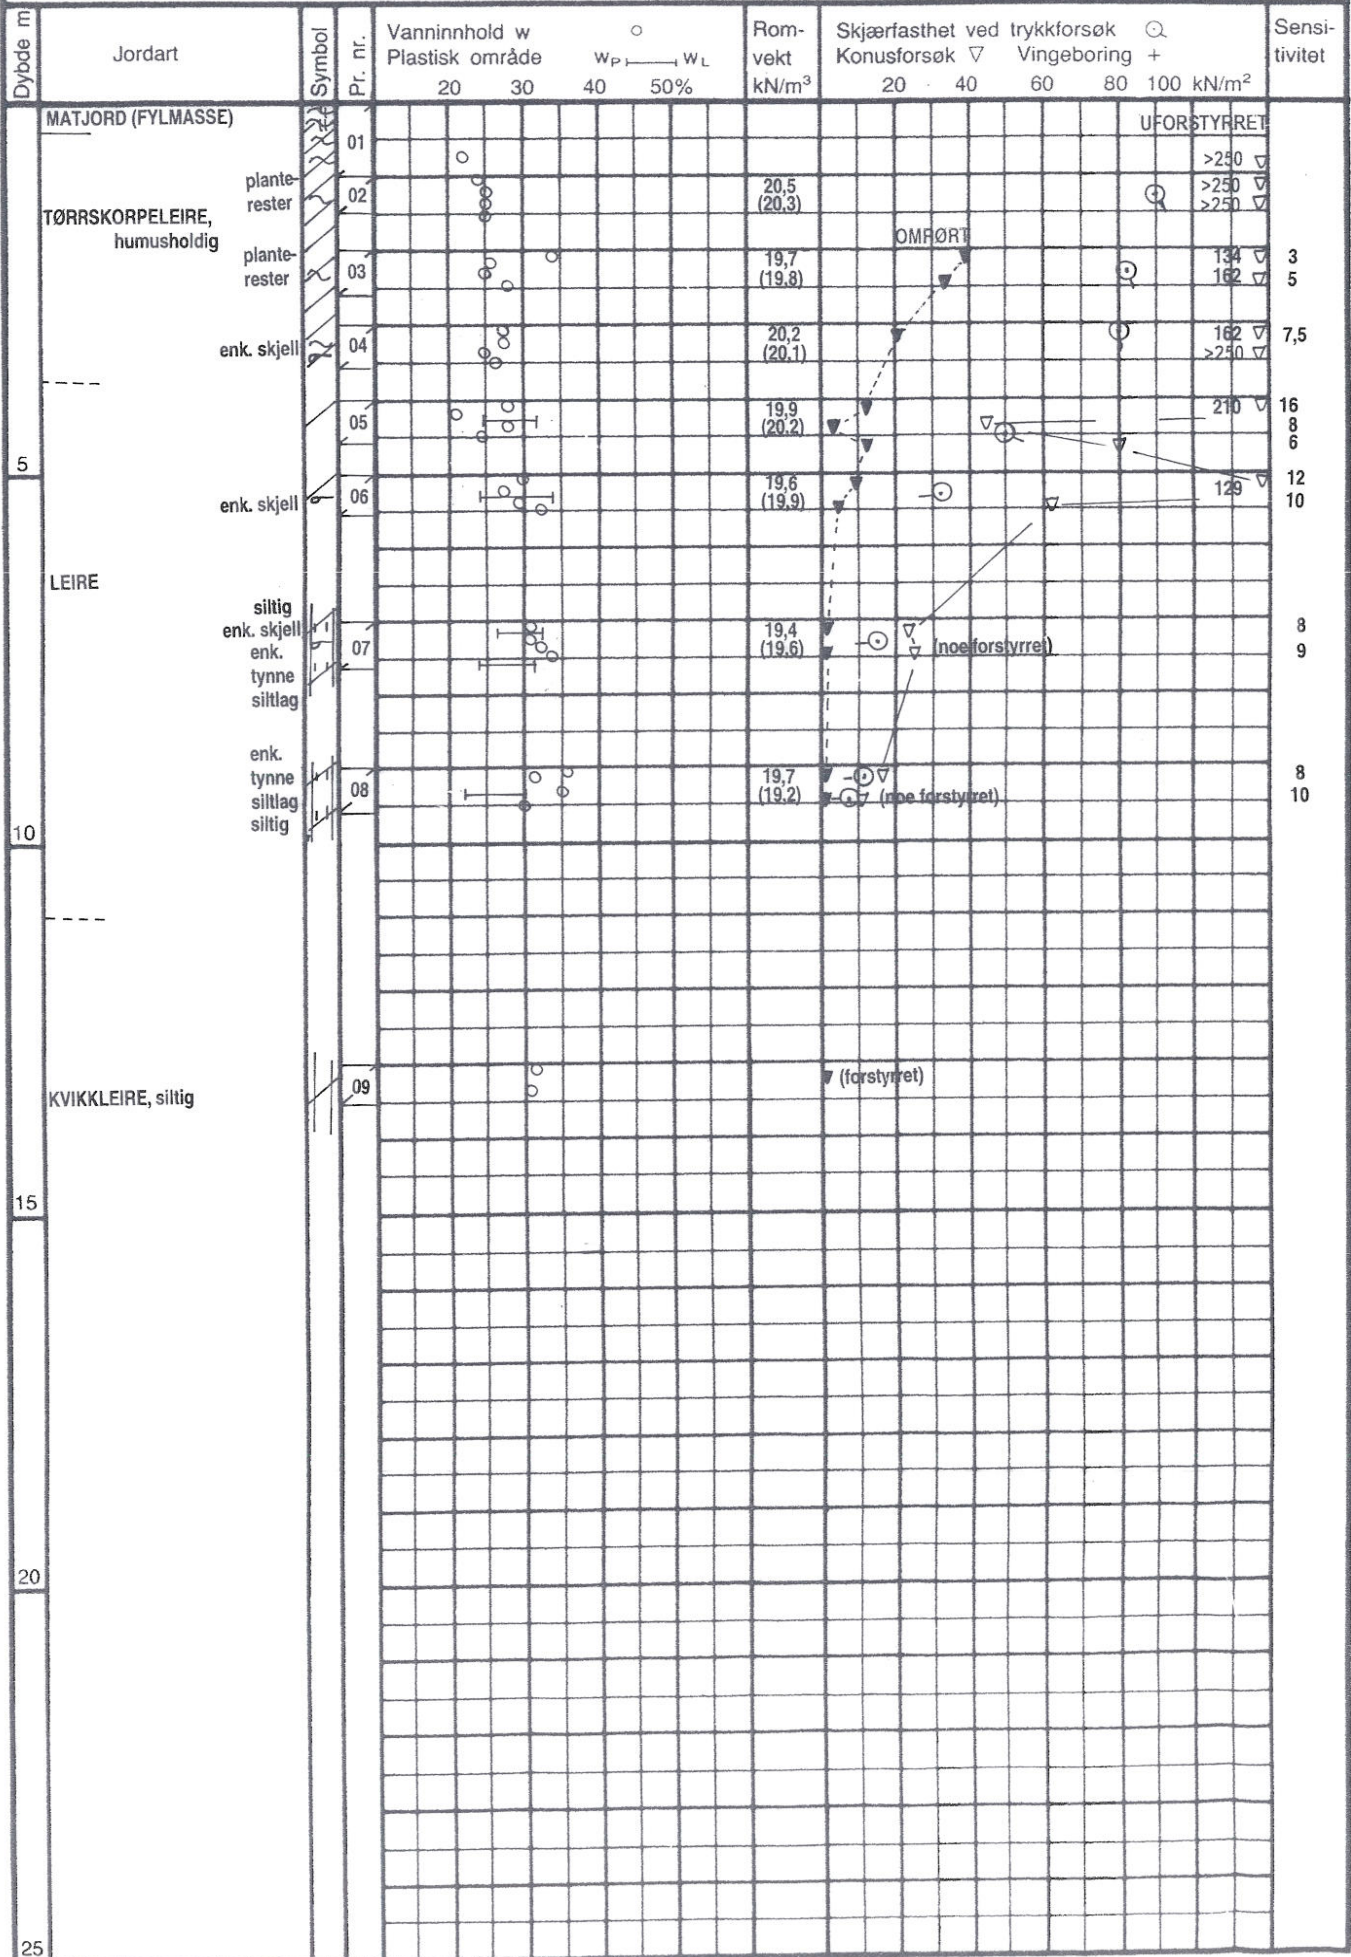 Dybde m
Jordart
Symbol
Pr. nr.
Vanninnhold w
Plastisk område WP WL
20 30 40 50%
Rom-
vekt
kN/m³
Skjærfasthet ved trykkforsøk
Konusforsøk ▽ Vingeboring +
20 40 60 80 100 kN/m²
Sensi-
tivitet
MATJORD (FYLMASSE)
01
UFORSTYRRET
>250 ▽
plante-
rester
02
20,5
(20,3)
>250 ▽
>250 ▽
TØRRSKORPELEIRE,
humusholdig
OMRØRT
plante-
rester
03
19,7
(19,8)
134 ▽ 3
162 ▽ 5
enk. skjell
04
20,2
(20,1)
162 ▽ 7,5
>250 ▽
05
19,9
(20,2)
210 ▽ 16
8
6
5
enk. skjell
06
19,6
(19,9)
129
12
10
LEIRE
siltig
enk. skjell
enk.
tynne
siltlag
07
19,4
(19,6)
(noe forstyrret)
8
9
enk.
tynne
siltlag
siltig
08
19,7
(19,2)
(noe forstyrret)
8
10
10
KVIKKLEIRE, siltig
09
(forstyrret)
15
20
25